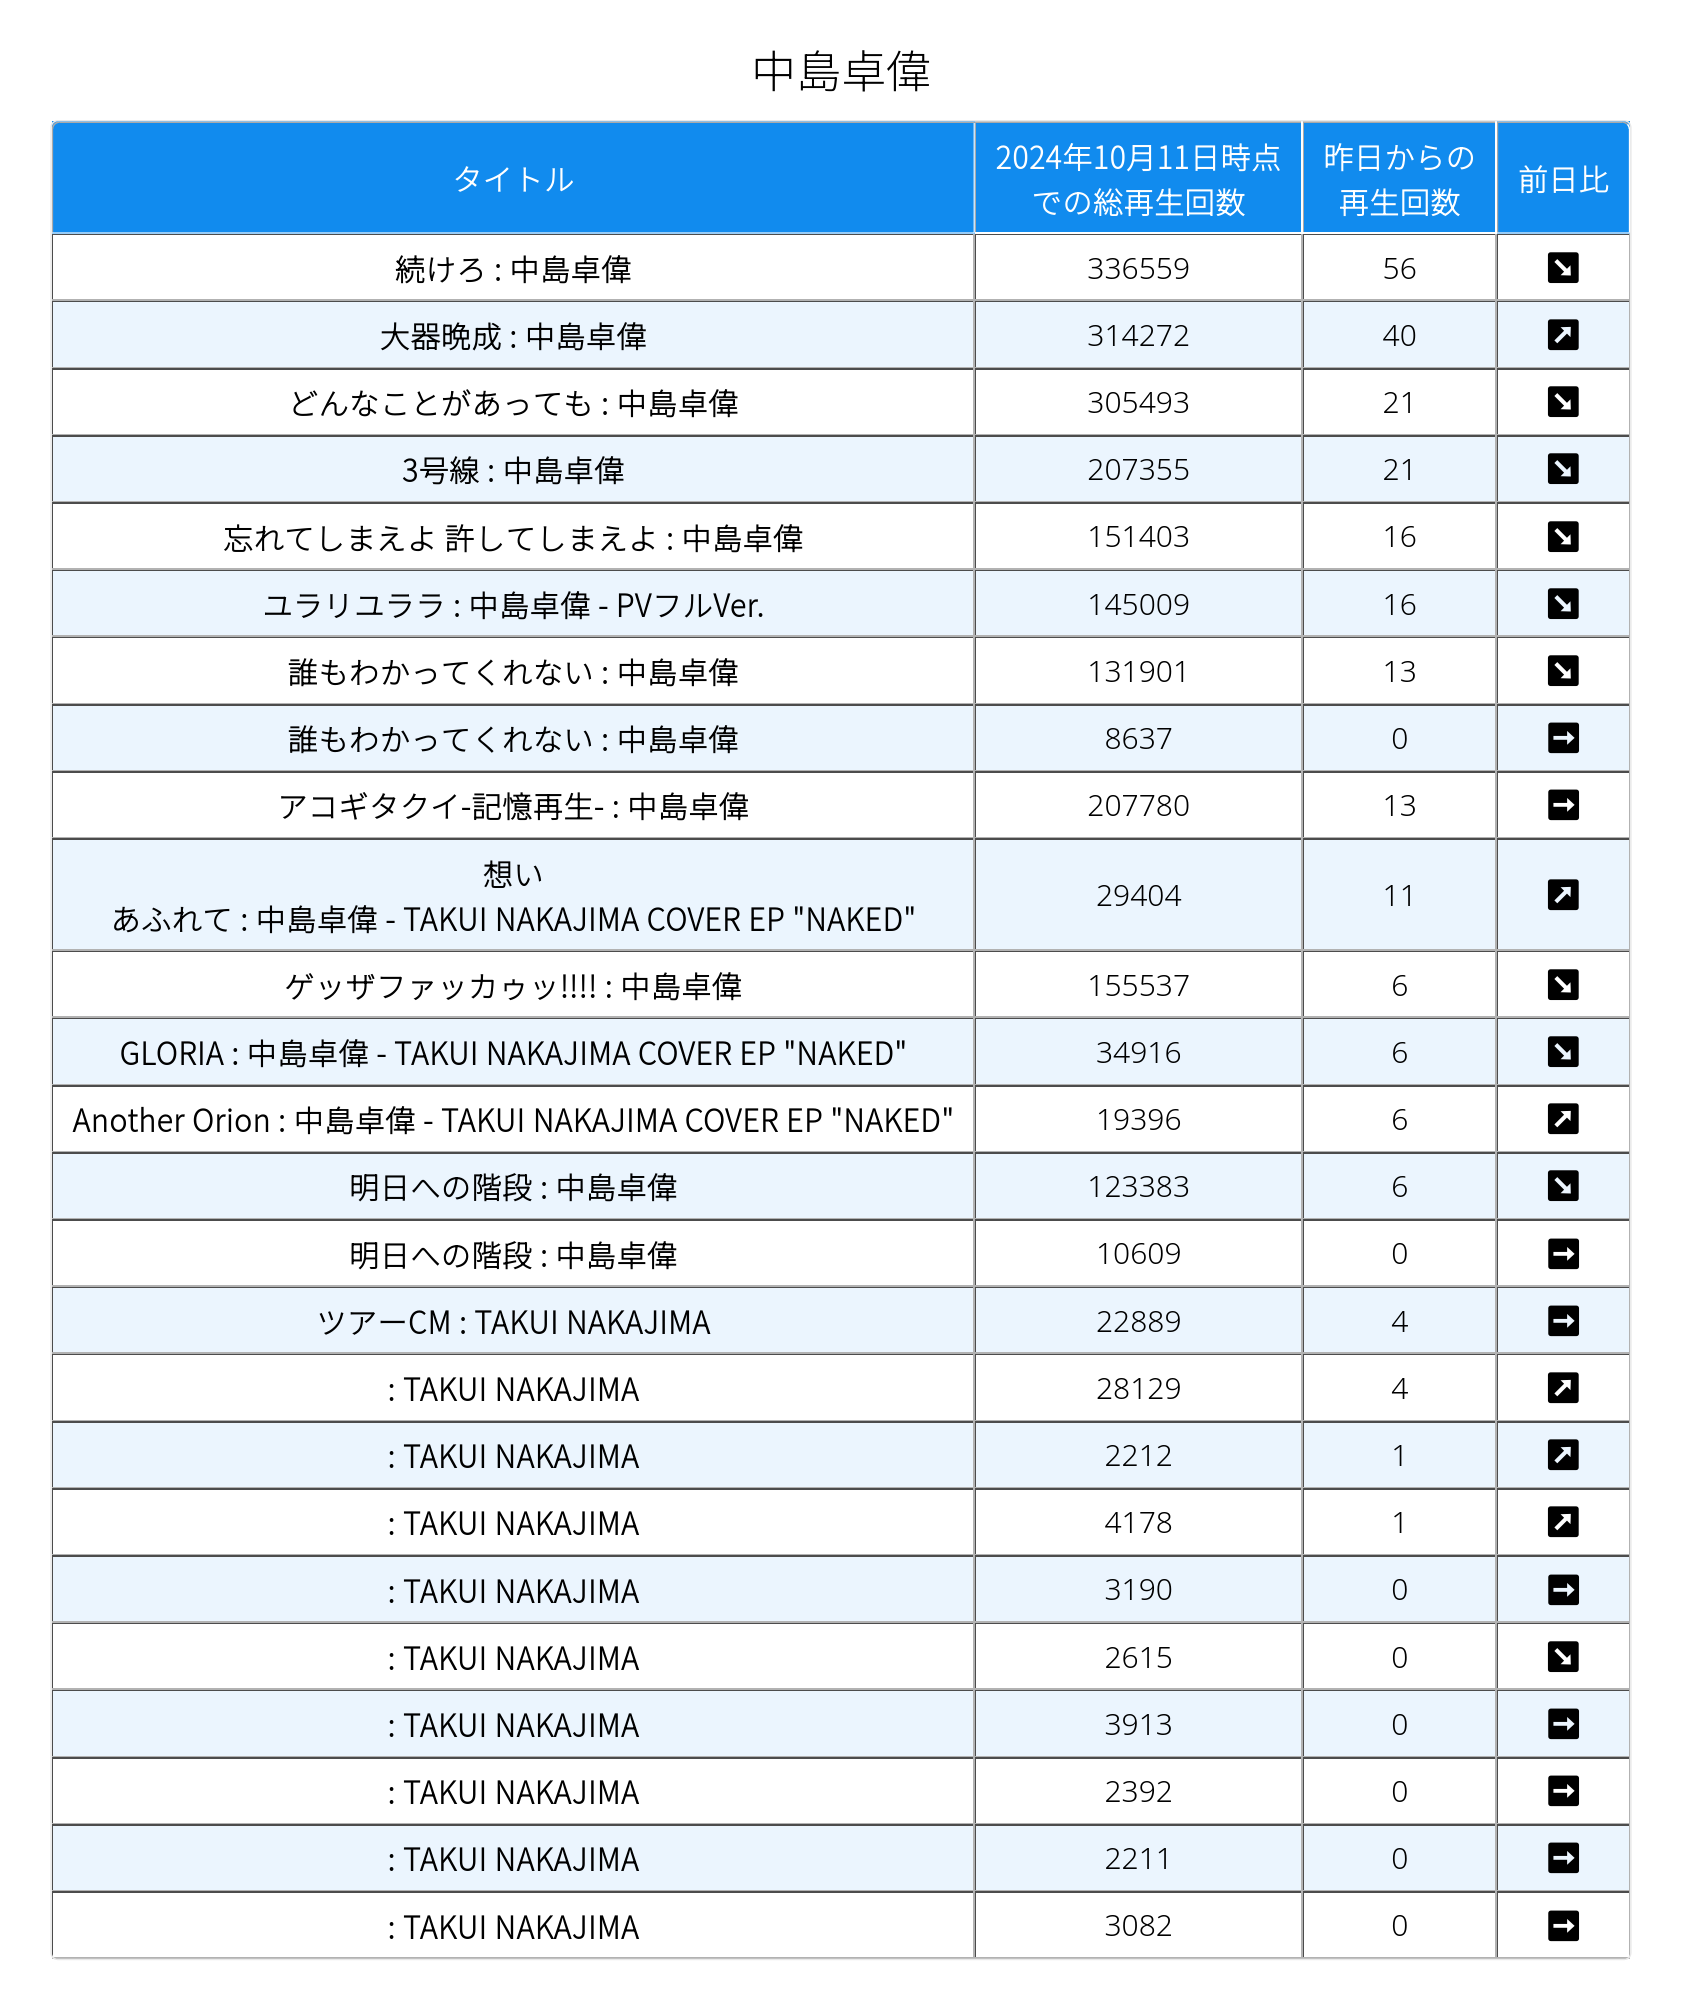 中島卓偉
タイトル 2024年10月11日時点での総再生回数 昨日からの再生回数 前日比
続けろ : 中島卓偉 336559 56 ↘
大器晩成 : 中島卓偉 314272 40 ↗
どんなことがあっても : 中島卓偉 305493 21 ↘
3号線 : 中島卓偉 207355 21 ↘
忘れてしまえよ 許してしまえよ : 中島卓偉 151403 16 ↘
ユラリユララ : 中島卓偉 - PVフルVer. 145009 16 ↘
誰もわかってくれない : 中島卓偉 131901 13 ↘
誰もわかってくれない : 中島卓偉 8637 0 →
アコギタクイ-記憶再生- : 中島卓偉 207780 13 →
想い
あふれて : 中島卓偉 - TAKUI NAKAJIMA COVER EP "NAKED" 29404 11 ↗
ゲッザファッカゥッ!!!! : 中島卓偉 155537 6 ↘
GLORIA : 中島卓偉 - TAKUI NAKAJIMA COVER EP "NAKED" 34916 6 ↘
Another Orion : 中島卓偉 - TAKUI NAKAJIMA COVER EP "NAKED" 19396 6 ↗
明日への階段 : 中島卓偉 123383 6 ↘
明日への階段 : 中島卓偉 10609 0 →
ツアーCM : TAKUI NAKAJIMA 22889 4 →
: TAKUI NAKAJIMA 28129 4 ↗
: TAKUI NAKAJIMA 2212 1 ↗
: TAKUI NAKAJIMA 4178 1 ↗
: TAKUI NAKAJIMA 3190 0 →
: TAKUI NAKAJIMA 2615 0 ↘
: TAKUI NAKAJIMA 3913 0 →
: TAKUI NAKAJIMA 2392 0 →
: TAKUI NAKAJIMA 2211 0 →
: TAKUI NAKAJIMA 3082 0 →